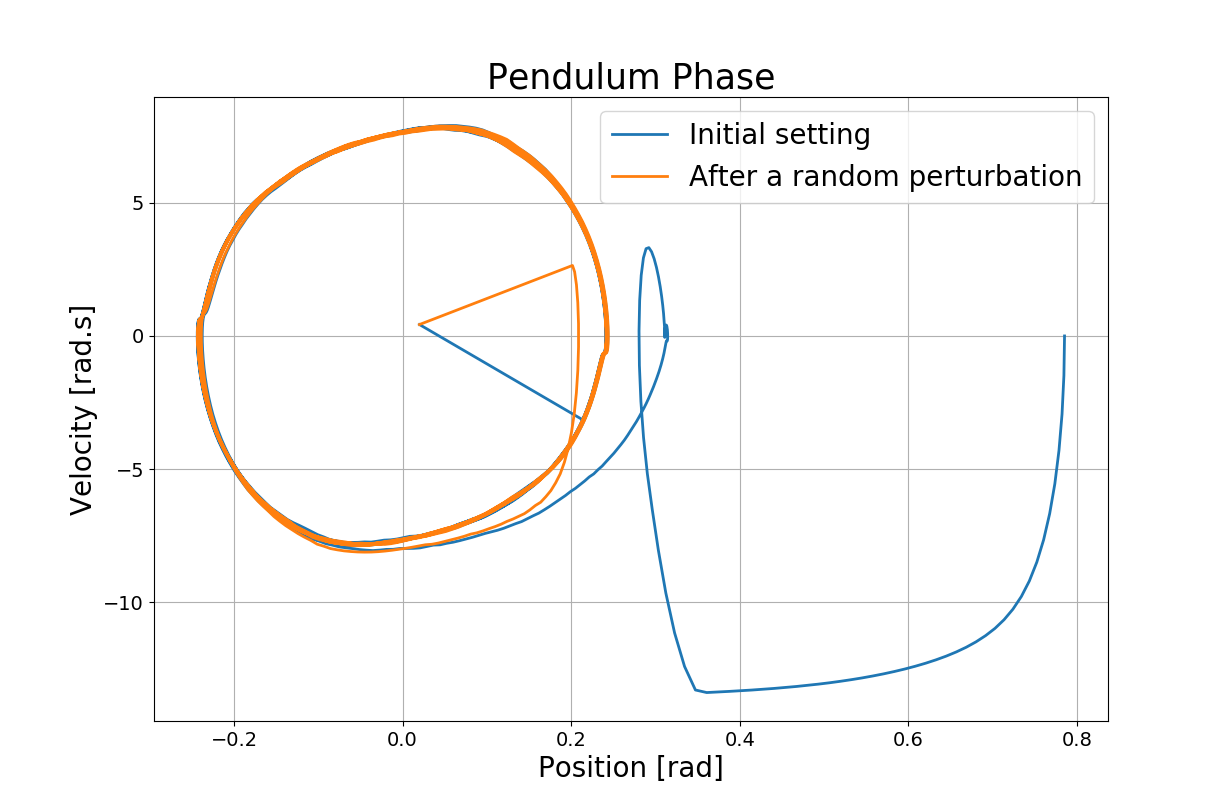 Pendulum Phase
Initial setting
After a random perturbation
5
0
−5
−10
Velocity [rad.s]
−0.2
0.0
0.2
0.4
0.6
0.8
Position [rad]